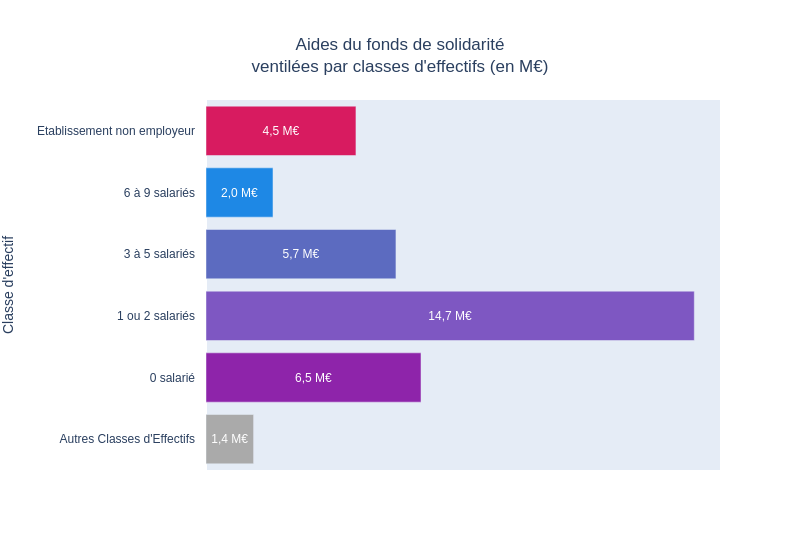 Aides du fonds de solidarité
ventilées par classes d'effectifs (en M€)
Classe d'effectif
Etablissement non employeur
4,5 M€
6 à 9 salariés
2,0 M€
3 à 5 salariés
5,7 M€
1 ou 2 salariés
14,7 M€
0 salarié
6,5 M€
Autres Classes d'Effectifs
1,4 M€